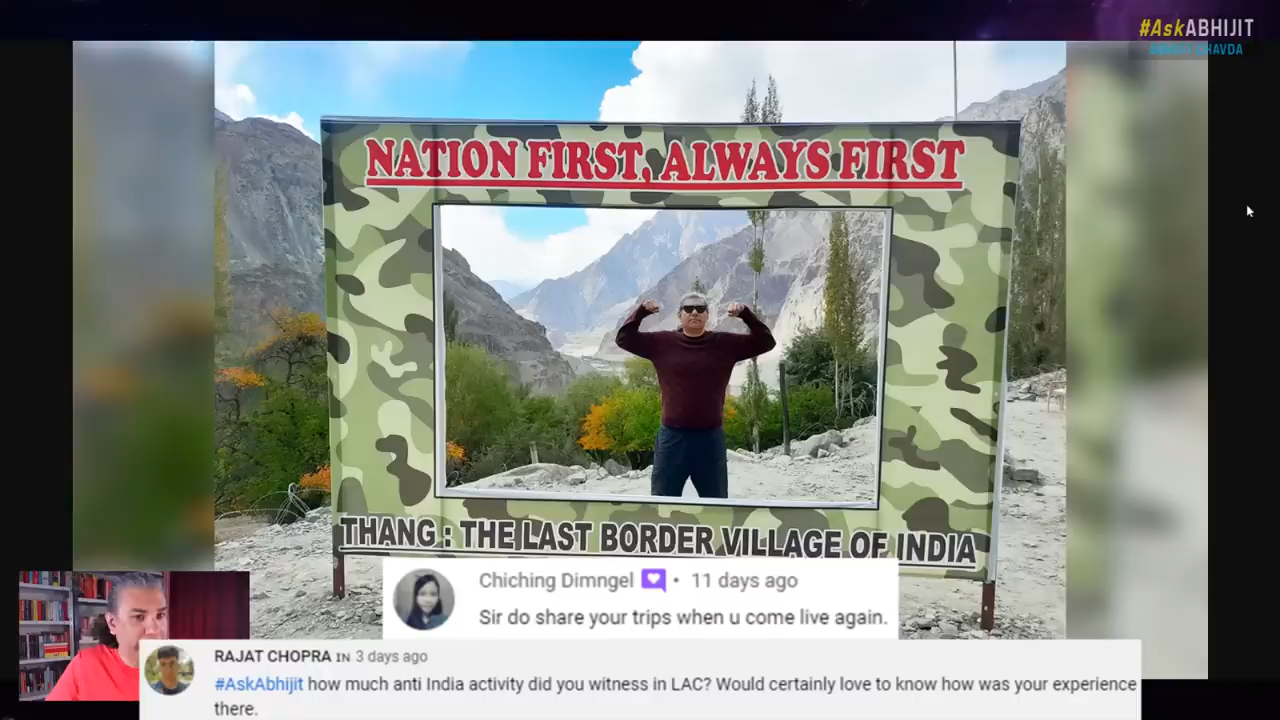 #AskABHIJIT
ABHIJIT CHAVDA
NATION FIRST, ALWAYS FIRST
THANG : THE LAST BORDER VILLAGE OF INDIA
Chiching Dimngel • 11 days ago
Sir do share your trips when u come live again.
RAJAT CHOPRA IN 3 days ago
#AskAbhijit how much anti India activity did you witness in LAC? Would certainly love to know how was your experience
there.